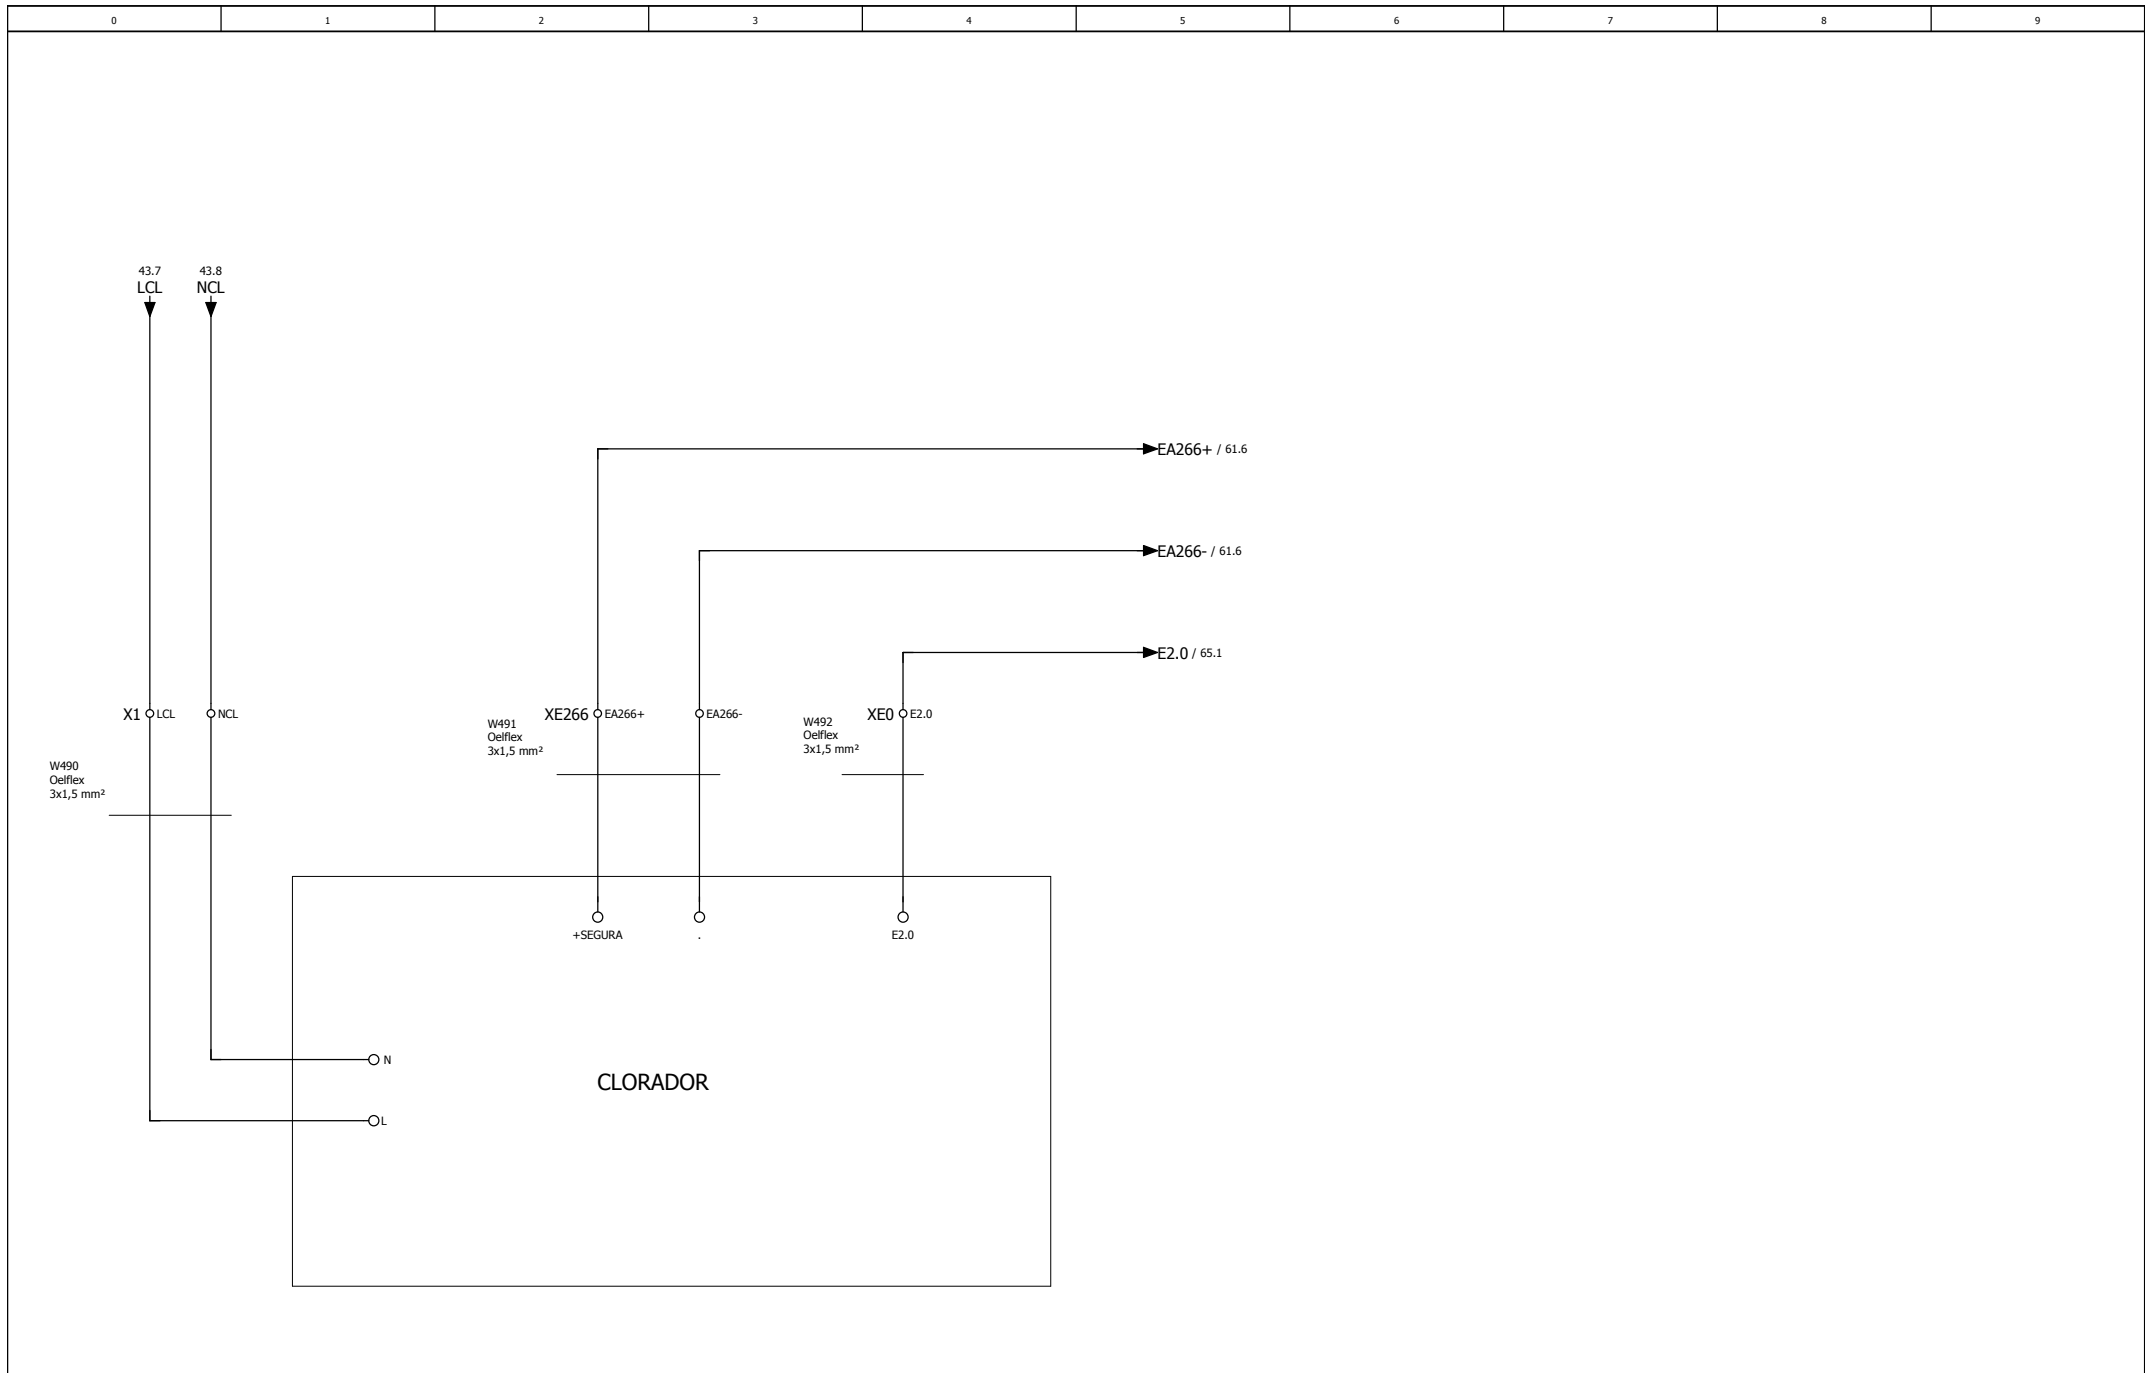 0 1 2 3 4 5 6 7 8 9
43.7 43.8
LCL NCL
EA266+ / 61.6
EA266- / 61.6
E2.0 / 65.1
X1 LCL NCL XE266 EA266+ EA266- XE0 E2.0
W491
Oelflex
3x1,5 mm²
W492
Oelflex
3x1,5 mm²
W490
Oelflex
3x1,5 mm²
+SEGURA . E2.0
N
CLORADOR
L